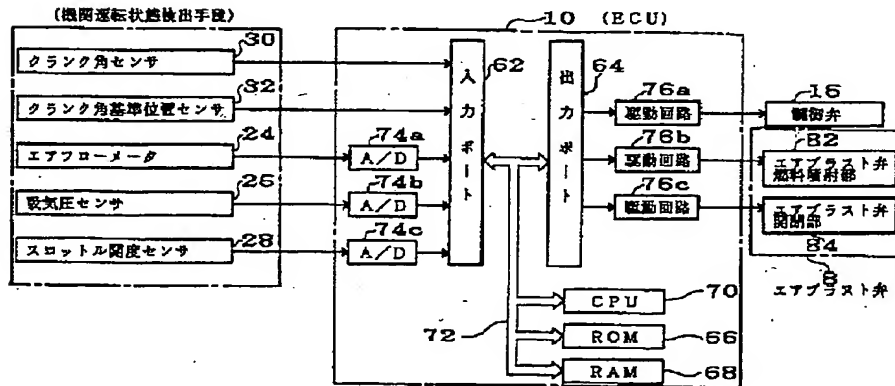 (機関運転状態検出手段)
10 (ECU)
クランク角センサ 30
クランク角基準位置センサ 32
エアフローメータ 24
吸気圧センサ 26
スロットル開度センサ 28
A/D 74a
A/D 74b
A/D 74c
入力ポート 62
出力ポート 64
駆動回路 76a
駆動回路 76b
駆動回路 76c
制御弁 16
エアブラスト弁
燃料噴射部 82
エアブラスト弁
開閉部 84
8
エアブラスト弁
72
CPU 70
ROM 66
RAM 68